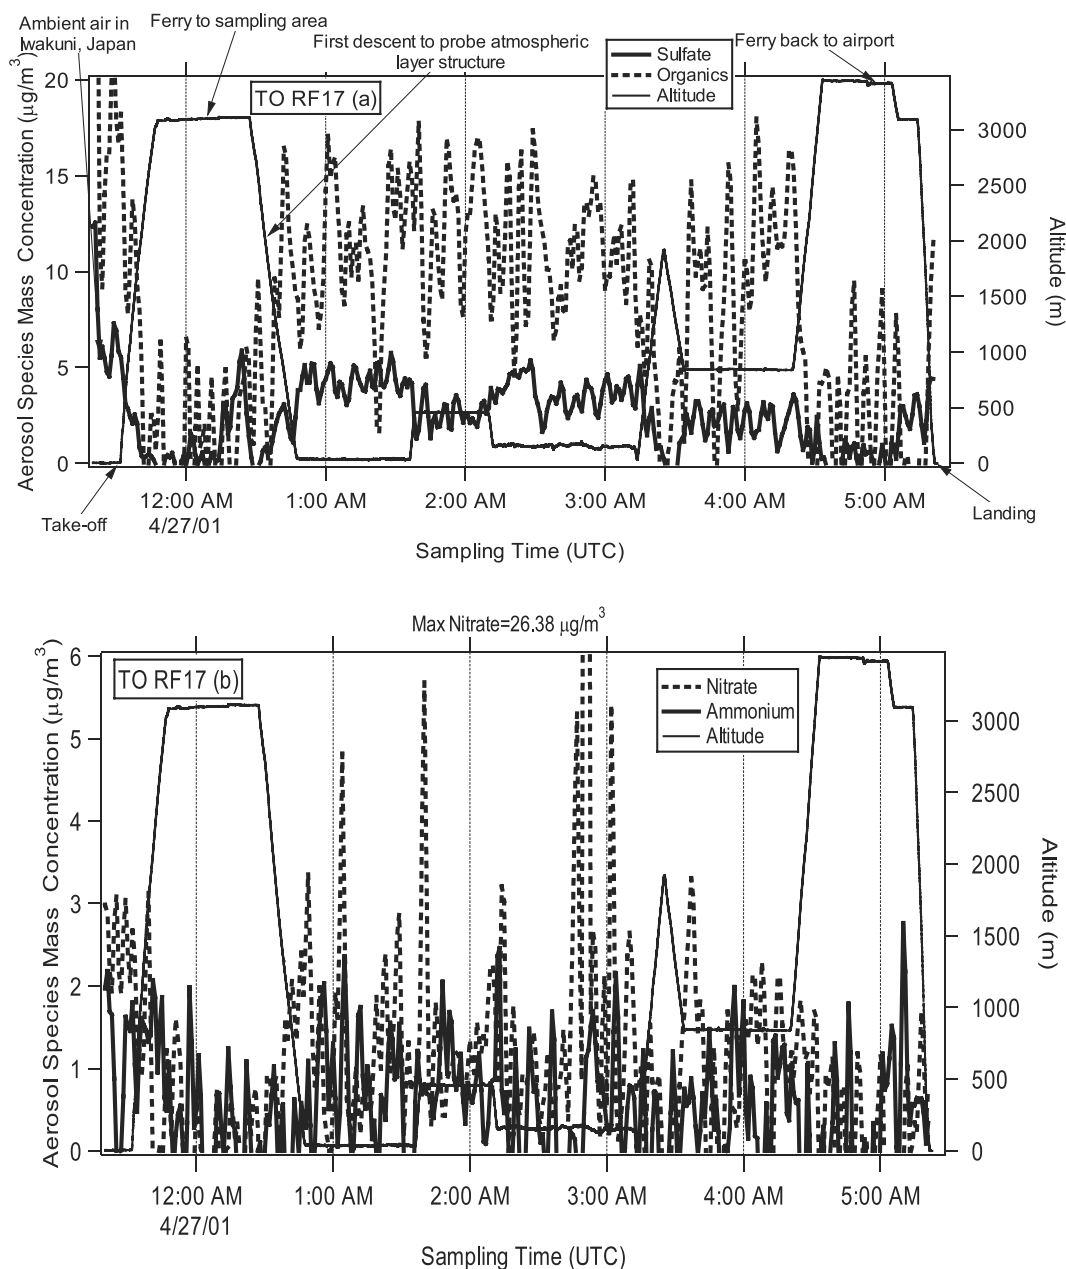 Ambient air in
Iwakuni, Japan
Ferry to sampling area
First descent to probe atmospheric
layer structure
Ferry back to airport
Sulfate
Organics
Altitude
TO RF17 (a)
Aerosol Species Mass Concentration (µg/m³)
20
15
10
5
0
3000
2500
2000
1500
1000
500
0
Altitude (m)
12:00 AM
4/27/01
1:00 AM
2:00 AM
3:00 AM
4:00 AM
5:00 AM
Take-off
Landing
Sampling Time (UTC)
Max Nitrate=26.38 µg/m³
TO RF17 (b)
Nitrate
Ammonium
Altitude
Aerosol Species Mass Concentration (µg/m³)
6
5
4
3
2
1
0
3000
2500
2000
1500
1000
500
0
Altitude (m)
12:00 AM
4/27/01
1:00 AM
2:00 AM
3:00 AM
4:00 AM
5:00 AM
Sampling Time (UTC)